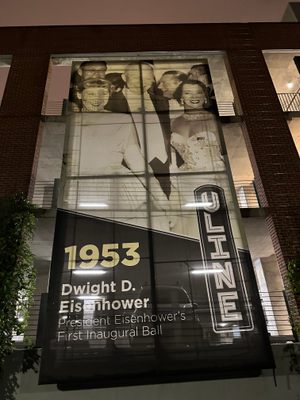 1953
Dwight D.
Eisenhower
President Eisenhower's
First Inaugural Ball
ULINE